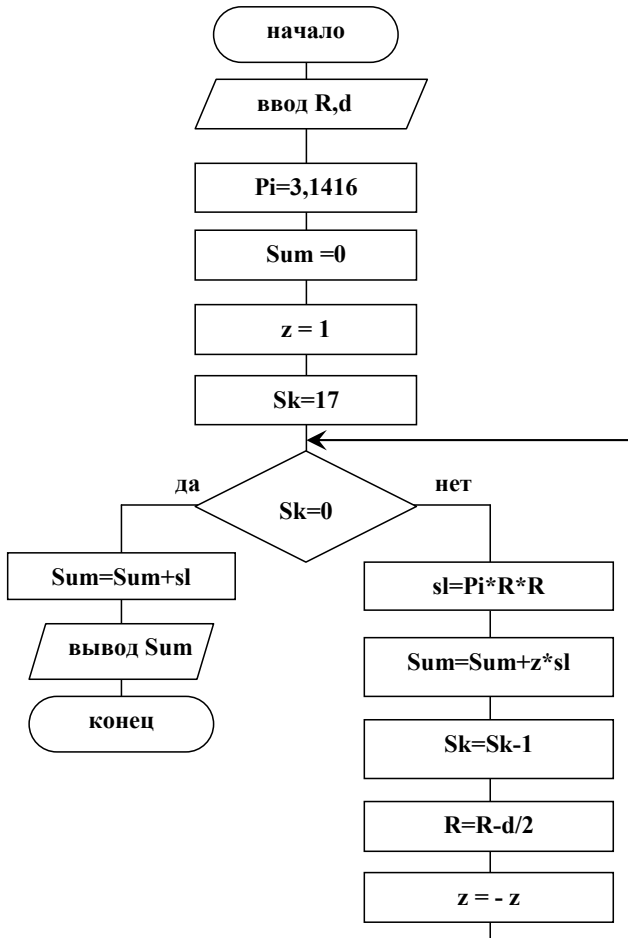 начало
ввод R,d
Pi=3,1416
Sum =0
z = 1
Sk=17
да
нет
Sk=0
Sum=Sum+sl
вывод Sum
конец
sl=Pi*R*R
Sum=Sum+z*sl
Sk=Sk-1
R=R-d/2
z = - z